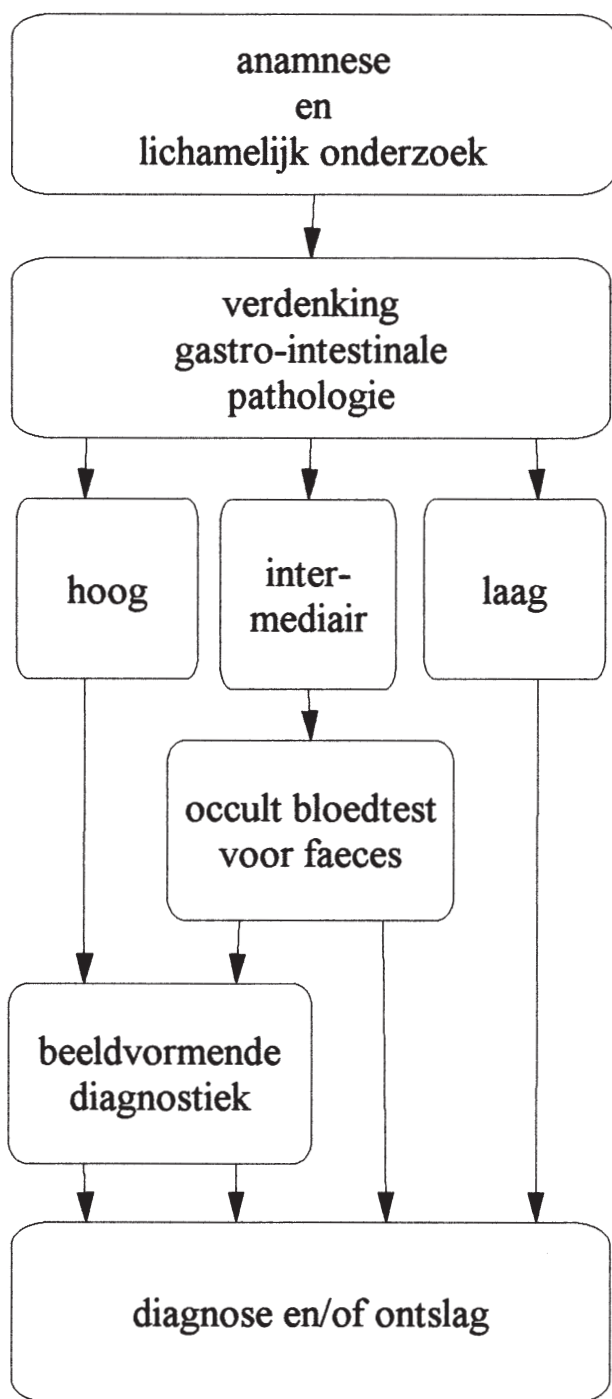 anamnese
en
lichamelijk onderzoek
verdenking
gastro-intestinale
pathologie
hoog
inter-
mediair
laag
occult bloedtest
voor faeces
beeldvormende
diagnostiek
diagnose en/of ontslag